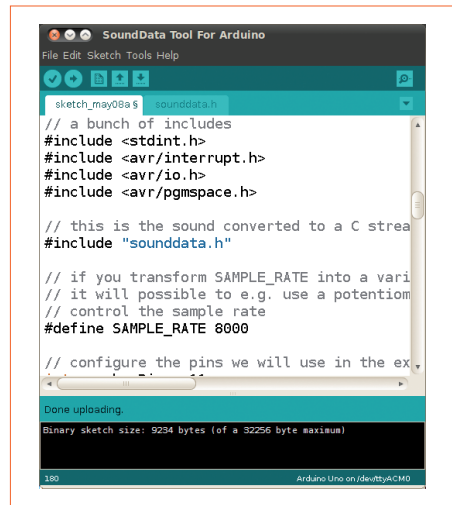 SoundData Tool For Arduino
File Edit Sketch Tools Help
sketch_may08a § sounddata.h
// a bunch of includes
#include <stdint.h>
#include <avr/interrupt.h>
#include <avr/io.h>
#include <avr/pgmspace.h>
// this is the sound converted to a C strea
#include "sounddata.h"
// if you transform SAMPLE_RATE into a vari
// it will possible to e.g. use a potentiom
// control the sample rate
#define SAMPLE_RATE 8000
// configure the pins we will use in the ex
Done uploading.
Binary sketch size: 9234 bytes (of a 32256 byte maximum)
180 Arduino Uno on /dev/ttyACM0